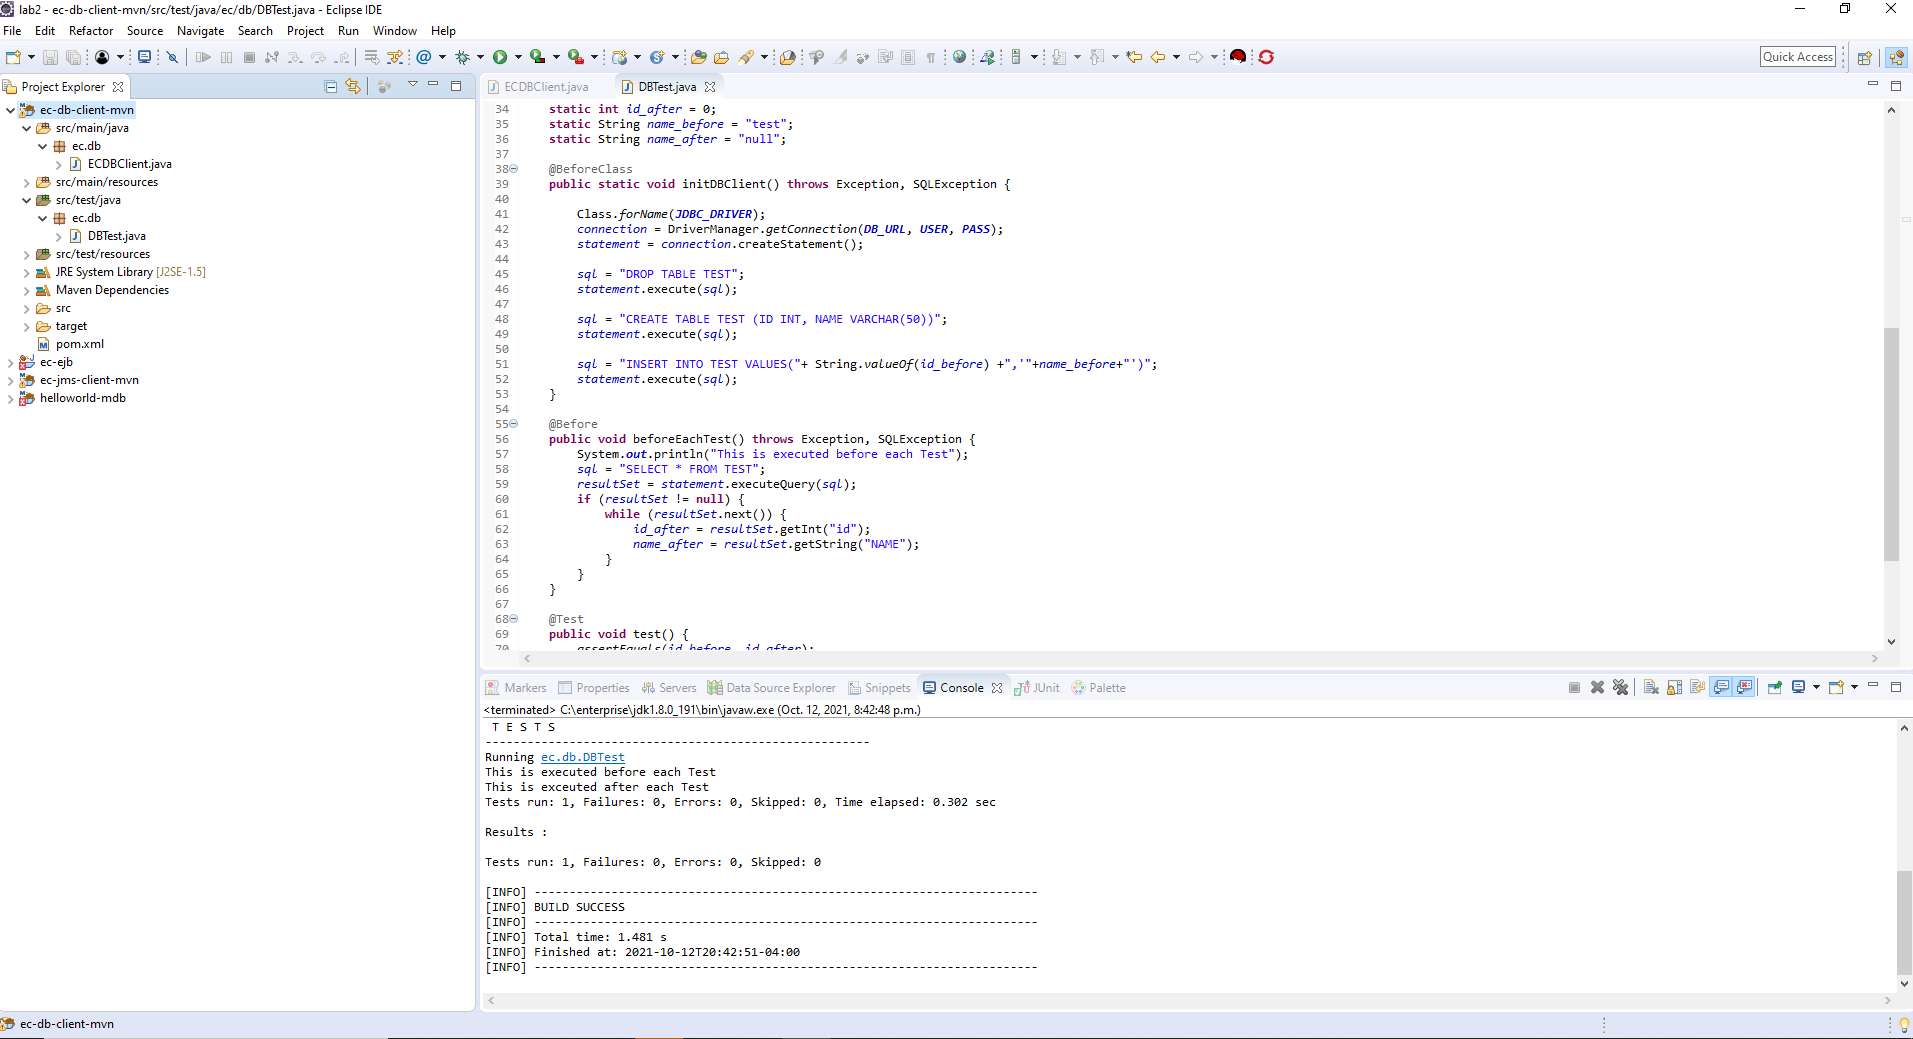 lab2 - ec-db-client-mvn/src/test/java/ec/db/DBTest.java - Eclipse IDE
File Edit Refactor Source Navigate Search Project Run Window Help
Quick Access
Project Explorer
ec-db-client-mvn
src/main/java
ec.db
ECDBClient.java
src/main/resources
src/test/java
ec.db
DBTest.java
src/test/resources
JRE System Library [J2SE-1.5]
Maven Dependencies
src
target
pom.xml
ec-ejb
ec-jms-client-mvn
helloworld-mdb
ECDBClient.java DBTest.java
34 static int id_after = 0;
35 static String name_before = "test";
36 static String name_after = "null";
37
38 @BeforeClass
39 public static void initDBClient() throws Exception, SQLException {
40
41 Class.forName(JDBC_DRIVER);
42 connection = DriverManager.getConnection(DB_URL, USER, PASS);
43 statement = connection.createStatement();
44
45 sql = "DROP TABLE TEST";
46 statement.execute(sql);
47
48 sql = "CREATE TABLE TEST (ID INT, NAME VARCHAR(50))";
49 statement.execute(sql);
50
51 sql = "INSERT INTO TEST VALUES("+ String.valueOf(id_before) +",'"+name_before+"')";
52 statement.execute(sql);
53 }
54
55 @Before
56 public void beforeEachTest() throws Exception, SQLException {
57 System.out.println("This is executed before each Test");
58 sql = "SELECT * FROM TEST";
59 resultSet = statement.executeQuery(sql);
60 if (resultSet != null) {
61 while (resultSet.next()) {
62 id_after = resultSet.getInt("id");
63 name_after = resultSet.getString("NAME");
64 }
65 }
66 }
67
68 @Test
69 public void test() {
70 assertEquals(id_before, id_after);
Markers Properties Servers Data Source Explorer Snippets Console JUnit Palette
<terminated> C:\enterprise\jdk1.8.0_191\bin\javaw.exe (Oct. 12, 2021, 8:42:48 p.m.)
T E S T S
-------------------------------------------------------
Running ec.db.DBTest
This is executed before each Test
This is exceuted after each Test
Tests run: 1, Failures: 0, Errors: 0, Skipped: 0, Time elapsed: 0.302 sec
Results :
Tests run: 1, Failures: 0, Errors: 0, Skipped: 0
[INFO] ------------------------------------------------------------------------
[INFO] BUILD SUCCESS
[INFO] ------------------------------------------------------------------------
[INFO] Total time: 1.481 s
[INFO] Finished at: 2021-10-12T20:42:51-04:00
[INFO] ------------------------------------------------------------------------
ec-db-client-mvn